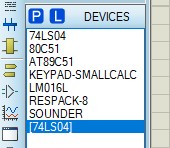 P L DEVICES
74LS04
80C51
AT89C51
KEYPAD-SMALLCALC
LM016L
RESPACK-8
SOUNDER
[74LS04]